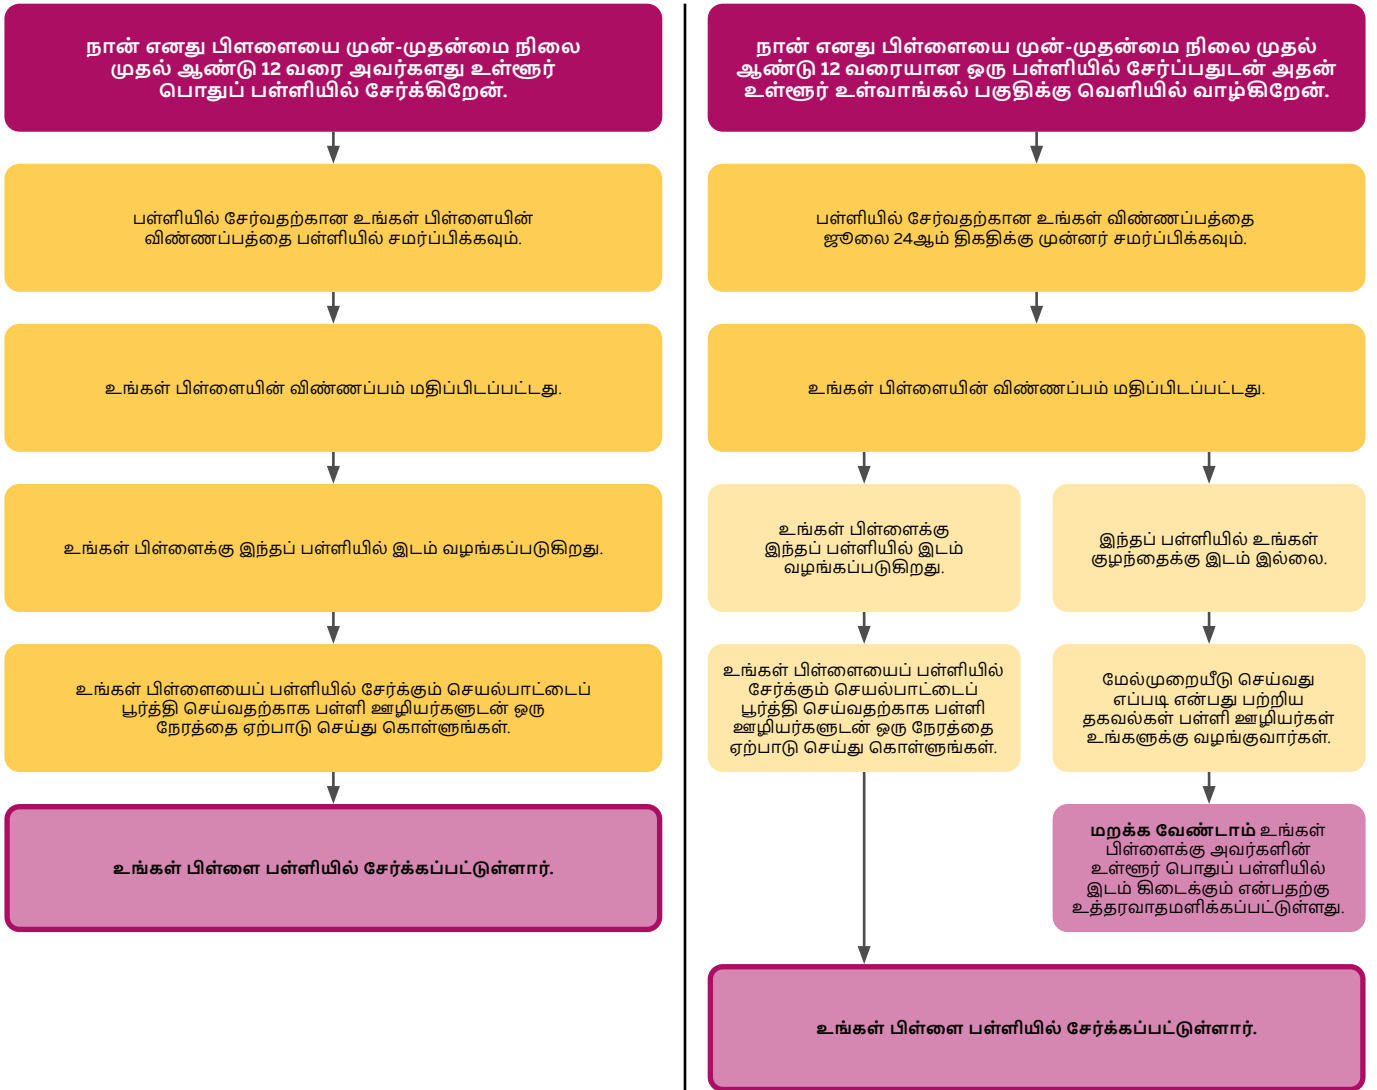 நான் எனது பிளளையை முன்-முதன்மை நிலை
முதல் ஆண்டு 12 வரை அவர்களது உள்ளூர்
பொதுப் பள்ளியில் சேர்க்கிறேன்.
பள்ளியில் சேர்வதற்கான உங்கள் பிள்ளையின்
விண்ணப்பத்தை பள்ளியில் சமர்ப்பிக்கவும்.
உங்கள் பிள்ளையின் விண்ணப்பம் மதிப்பிடப்பட்டது.
உங்கள் பிள்ளைக்கு இந்தப் பள்ளியில் இடம் வழங்கப்படுகிறது.
உங்கள் பிள்ளையைப் பள்ளியில் சேர்க்கும் செயல்பாட்டைப்
பூர்த்தி செய்வதற்காக பள்ளி ஊழியர்களுடன் ஒரு
நேரத்தை ஏற்பாடு செய்து கொள்ளுங்கள்.
உங்கள் பிள்ளை பள்ளியில் சேர்க்கப்பட்டுள்ளார்.
நான் எனது பிள்ளையை முன்-முதன்மை நிலை முதல்
ஆண்டு 12 வரையான ஒரு பள்ளியில் சேர்ப்பதுடன் அதன்
உள்ளூர் உள்வாங்கல் பகுதிக்கு வெளியில் வாழ்கிறேன்.
பள்ளியில் சேர்வதற்கான உங்கள் விண்ணப்பத்தை
ஜூலை 24ஆம் திகதிக்கு முன்னர் சமர்ப்பிக்கவும்.
உங்கள் பிள்ளையின் விண்ணப்பம் மதிப்பிடப்பட்டது.
உங்கள் பிள்ளைக்கு
இந்தப் பள்ளியில் இடம்
வழங்கப்படுகிறது.
உங்கள் பிள்ளையைப் பள்ளியில்
சேர்க்கும் செயல்பாட்டைப்
பூர்த்தி செய்வதற்காக பள்ளி
ஊழியர்களுடன் ஒரு நேரத்தை
ஏற்பாடு செய்து கொள்ளுங்கள்.
இந்தப் பள்ளியில் உங்கள்
குழந்தைக்கு இடம் இல்லை.
மேல்முறையீடு செய்வது
எப்படி என்பது பற்றிய
தகவல்கள் பள்ளி ஊழியர்கள்
உங்களுக்கு வழங்குவார்கள்.
மறக்க வேண்டாம் உங்கள்
பிள்ளைக்கு அவர்களின்
உள்ளூர் பொதுப் பள்ளியில்
இடம் கிடைக்கும் என்பதற்கு
உத்தரவாதமளிக்கப்பட்டுள்ளது.
உங்கள் பிள்ளை பள்ளியில் சேர்க்கப்பட்டுள்ளார்.